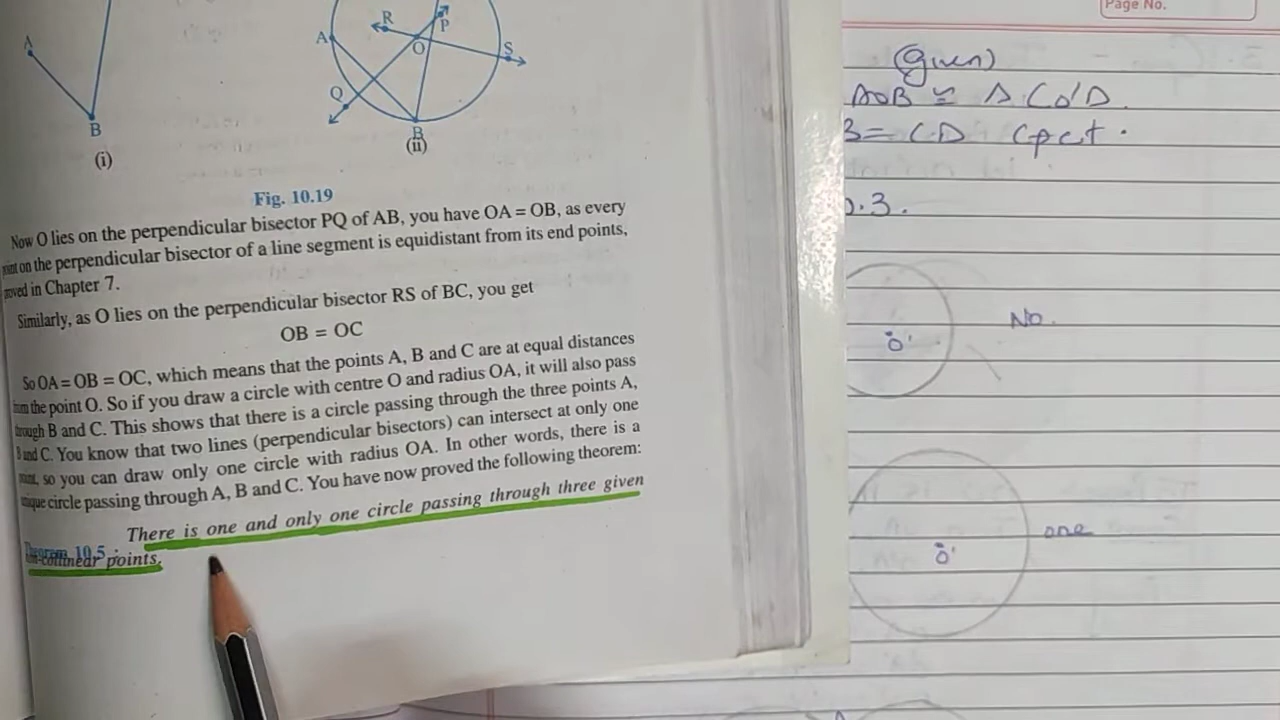 A
B
(i)
R
P
A
O
S
Q
B
(ii)
Fig. 10.19
Now O lies on the perpendicular bisector PQ of AB, you have OA = OB, as every
on the perpendicular bisector of a line segment is equidistant from its end points,
in Chapter 7.
Similarly, as O lies on the perpendicular bisector RS of BC, you get
OB = OC
So OA = OB = OC, which means that the points A, B and C are at equal distances
the point O. So if you draw a circle with centre O and radius OA, it will also pass
B and C. This shows that there is a circle passing through the three points A,
B and C. You know that two lines (perpendicular bisectors) can intersect at only one
so you can draw only one circle with radius OA. In other words, there is a
circle passing through A, B and C. You have now proved the following theorem:
Theorem 10.5 : There is one and only one circle passing through three given
points.
Page No.
(Given)
AOB ≅ Δ CO'D.
B = CD Cpct.
.3.
O' No.
O' one